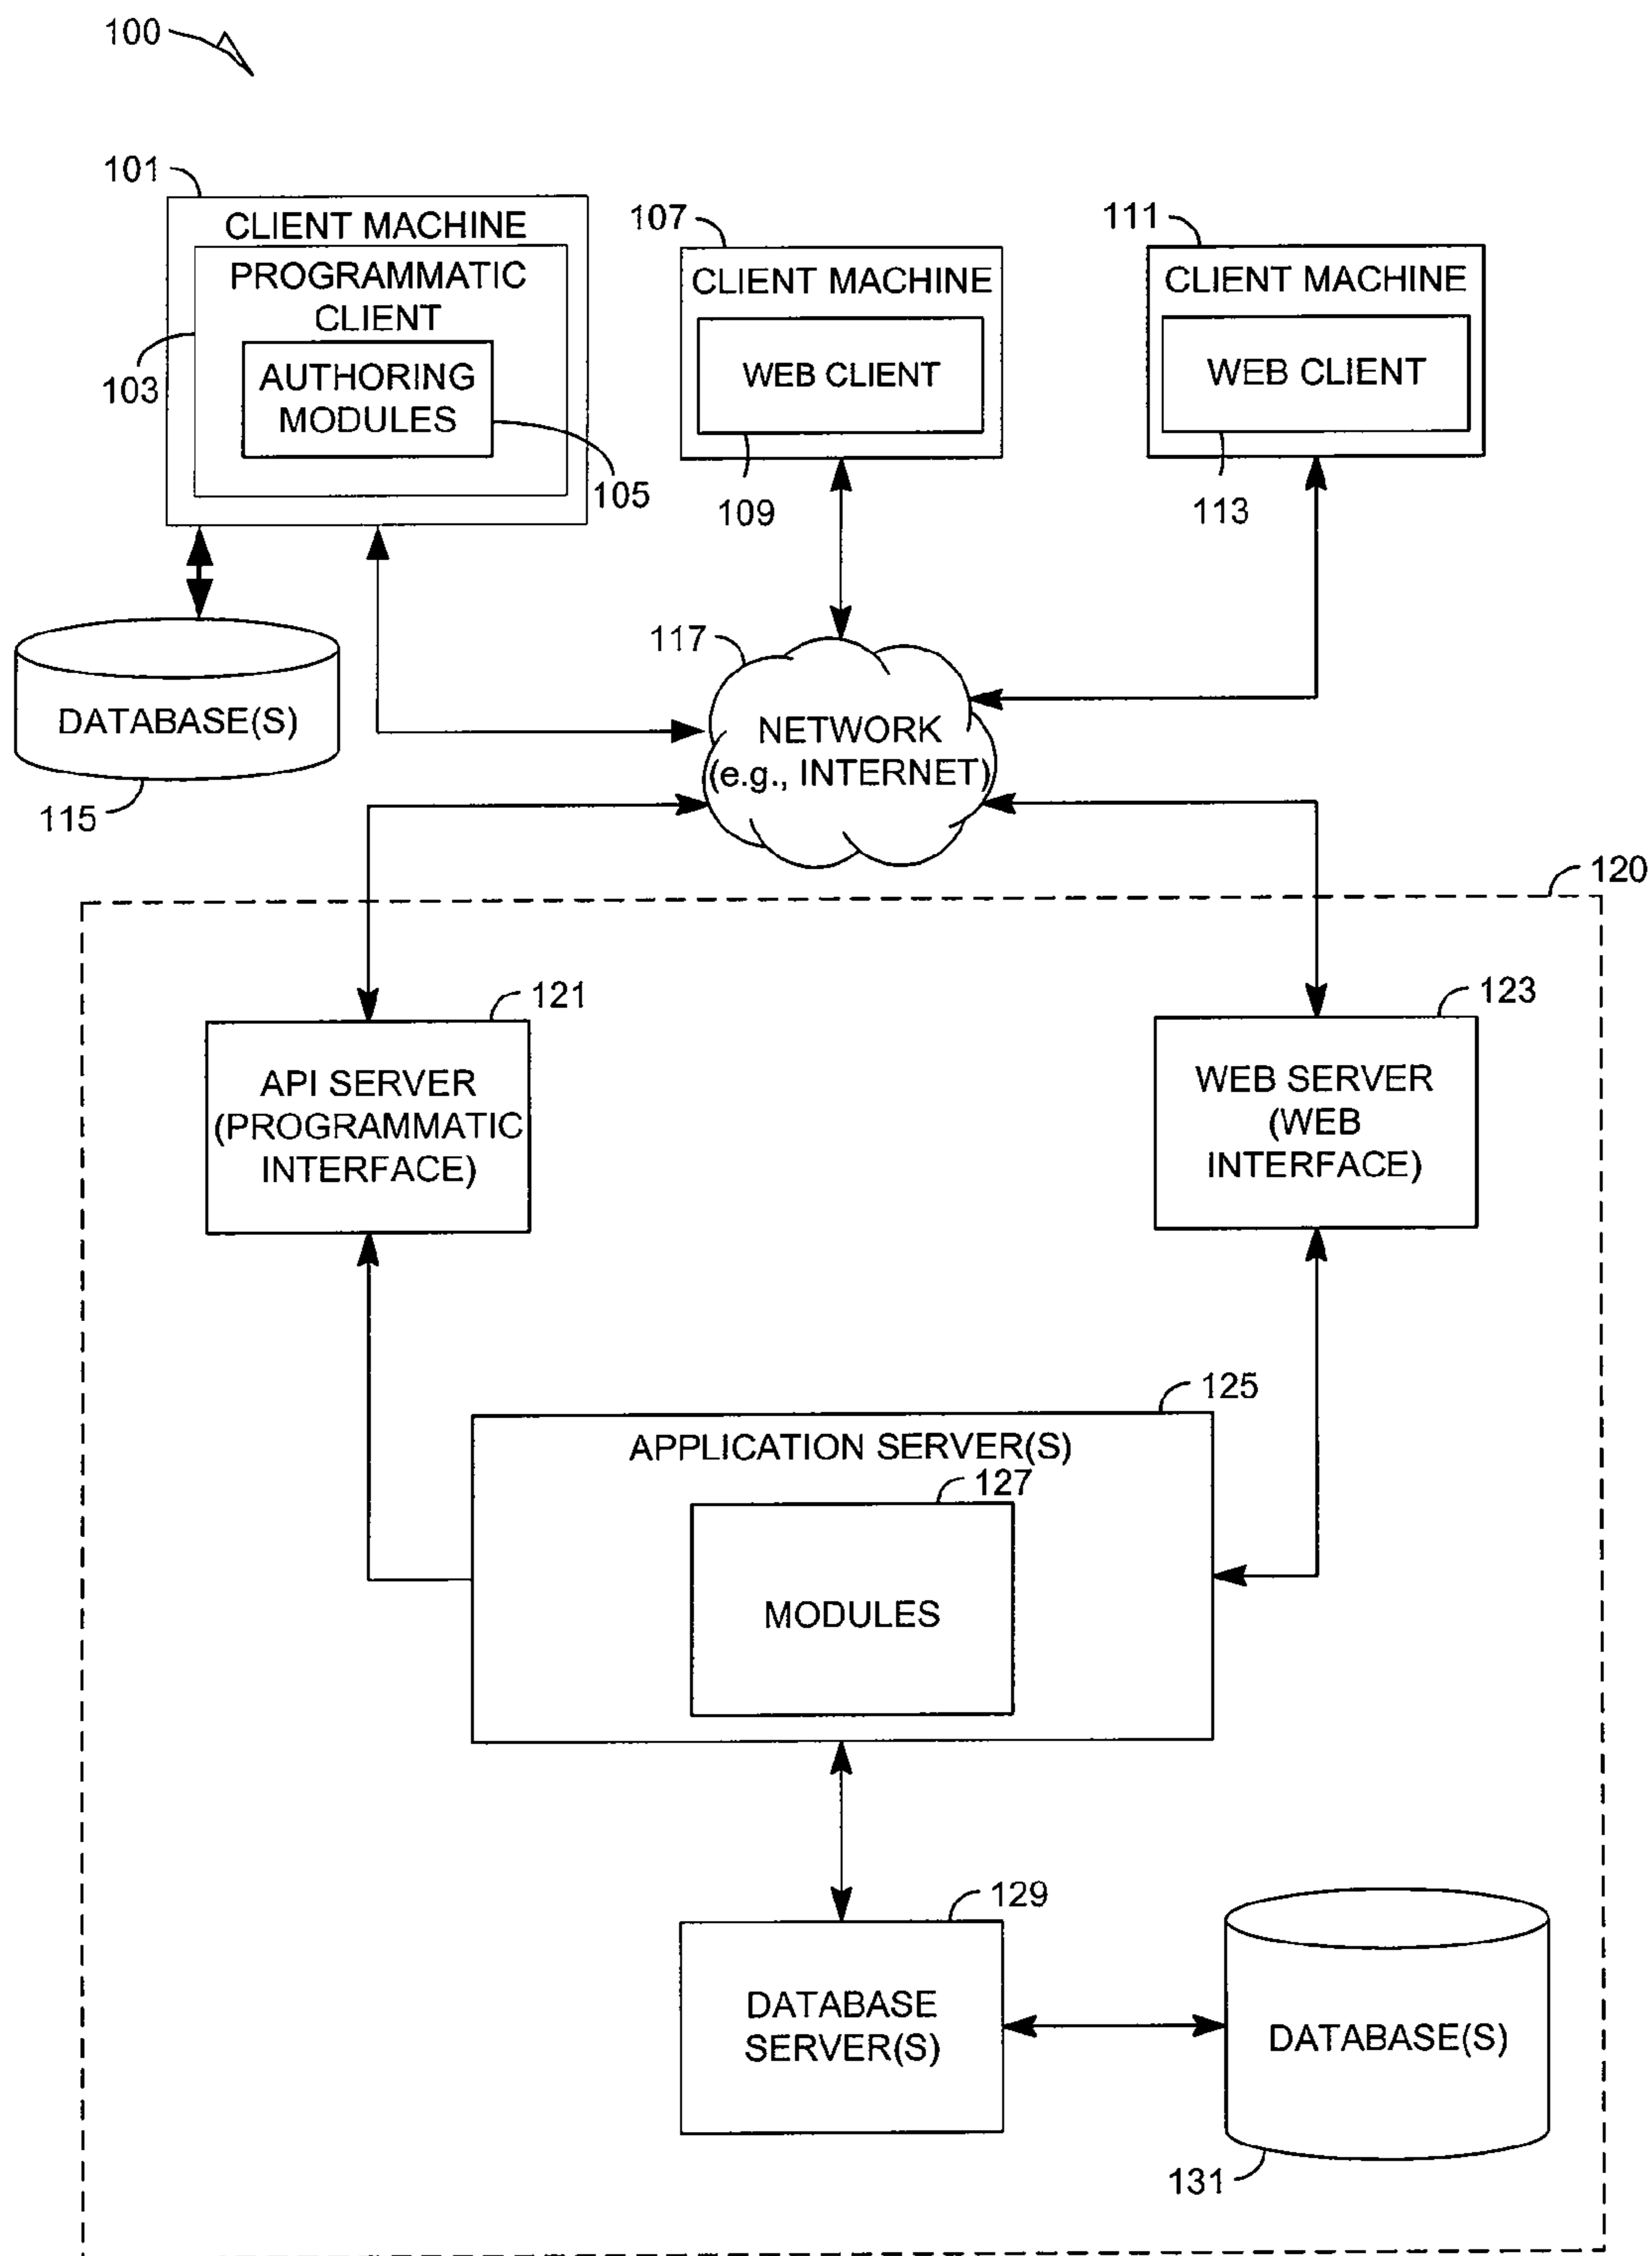 100
101
CLIENT MACHINE
PROGRAMMATIC
CLIENT
103
AUTHORING
MODULES
105
107
CLIENT MACHINE
WEB CLIENT
109
111
CLIENT MACHINE
WEB CLIENT
113
DATABASE(S)
115
117
NETWORK
(e.g., INTERNET)
120
121
API SERVER
(PROGRAMMATIC
INTERFACE)
123
WEB SERVER
(WEB
INTERFACE)
125
APPLICATION SERVER(S)
127
MODULES
129
DATABASE
SERVER(S)
DATABASE(S)
131